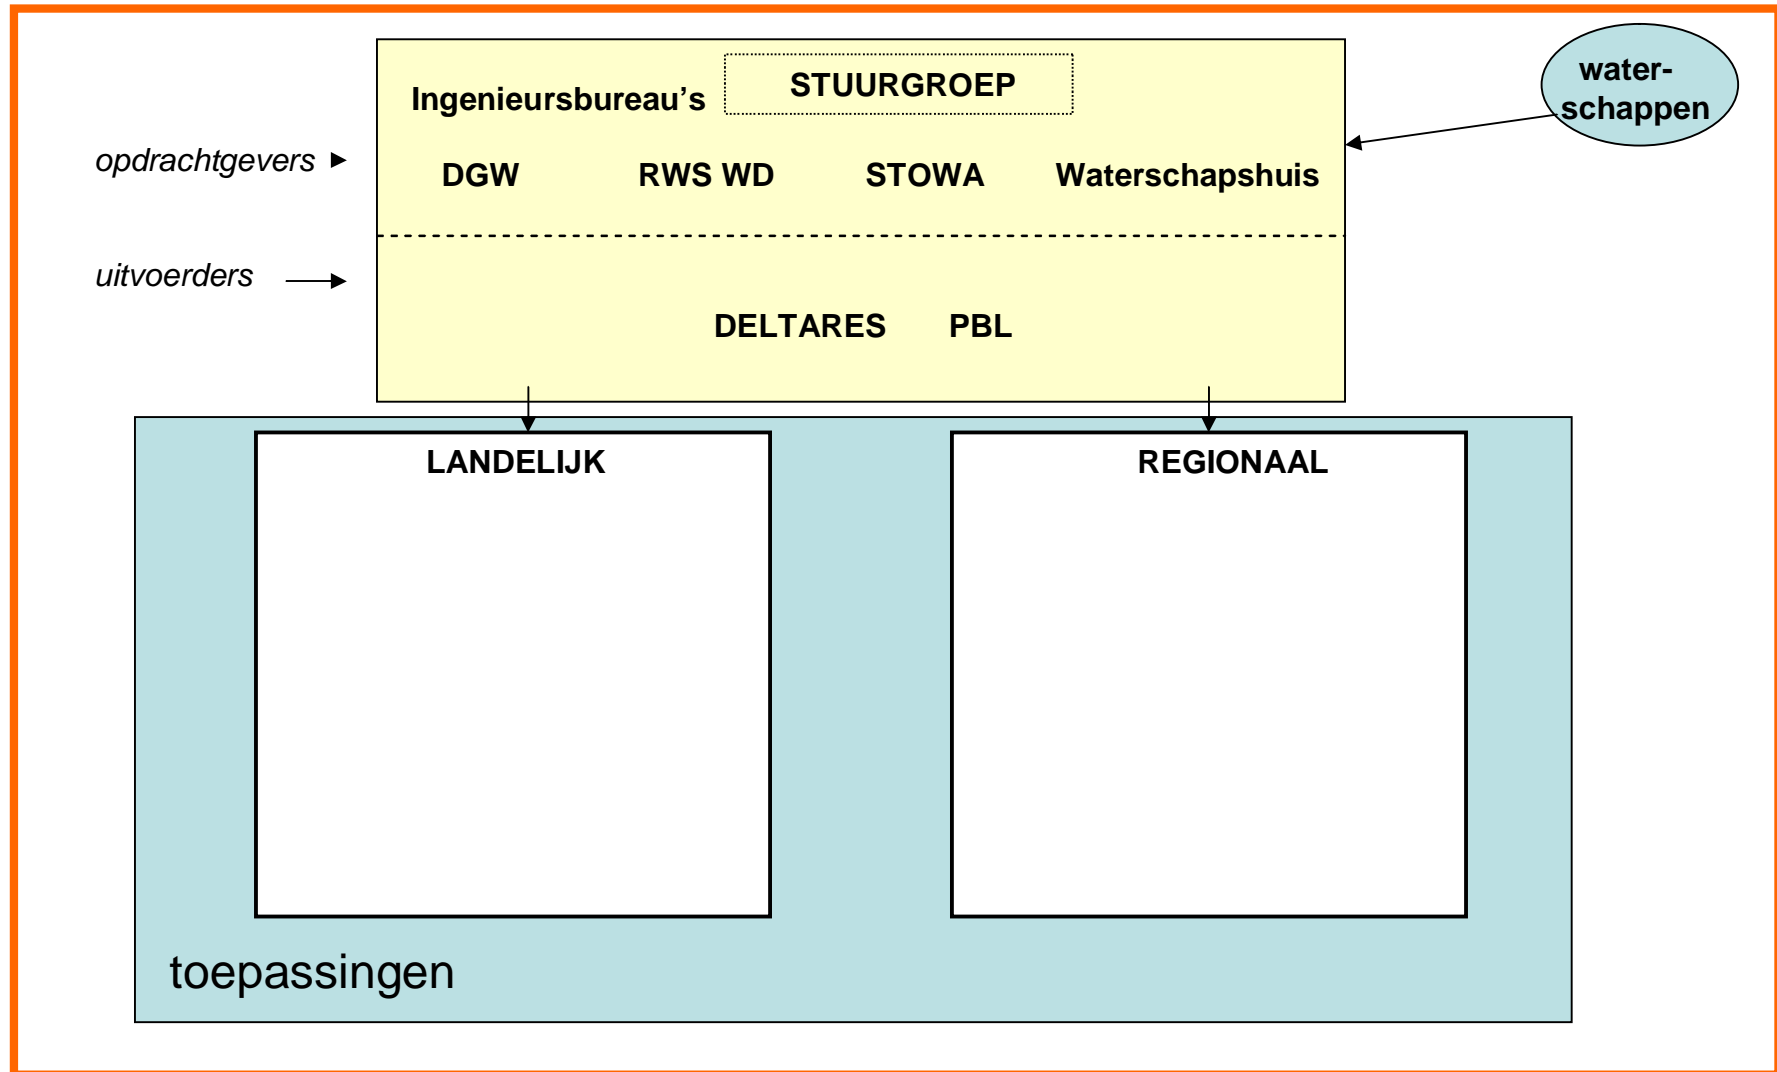 STUURGROEP
Ingenieursbureau's
water-
schappen
opdrachtgevers
DGW RWS WD STOWA Waterschapshuis
uitvoerders
DELTARES PBL
LANDELIJK REGIONAAL
toepassingen